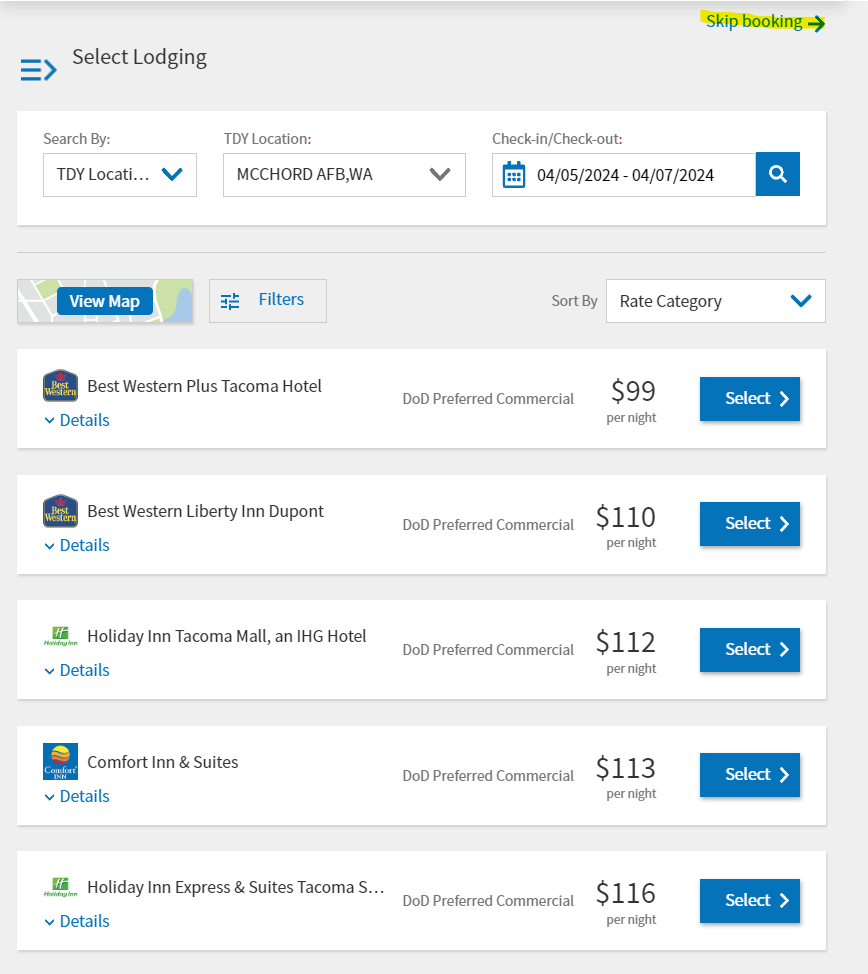 Skip booking
Select Lodging
Search By:
TDY Location:
Check-in/Check-out:
TDY Locati...
MCCHORD AFB,WA
04/05/2024 - 04/07/2024
View Map
Filters
Sort By
Rate Category
Best Western
Best Western Plus Tacoma Hotel
Details
DoD Preferred Commercial
$99
per night
Select
Best Western
Best Western Liberty Inn Dupont
Details
DoD Preferred Commercial
$110
per night
Select
Holiday Inn
Holiday Inn Tacoma Mall, an IHG Hotel
Details
DoD Preferred Commercial
$112
per night
Select
Comfort INN
Comfort Inn & Suites
Details
DoD Preferred Commercial
$113
per night
Select
Holiday Inn
Holiday Inn Express & Suites Tacoma S...
Details
DoD Preferred Commercial
$116
per night
Select